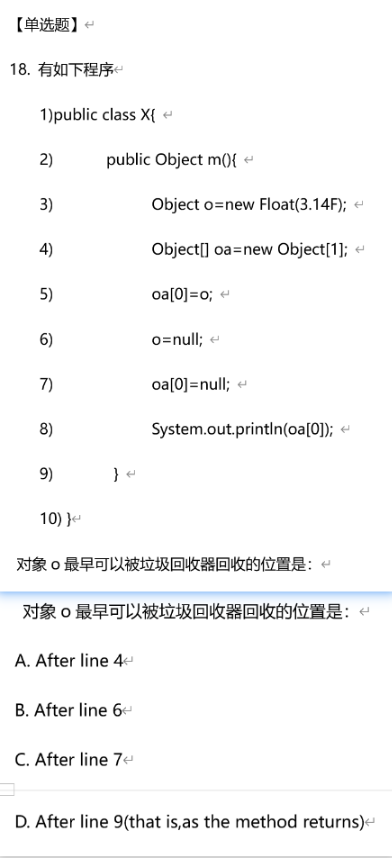 【单选题】
18. 有如下程序
1)public class X{
2) public Object m(){
3) Object o=new Float(3.14F);
4) Object[] oa=new Object[1];
5) oa[0]=o;
6) o=null;
7) oa[0]=null;
8) System.out.println(oa[0]);
9) }
10) }
对象 o 最早可以被垃圾回收器回收的位置是：
对象 o 最早可以被垃圾回收器回收的位置是：
A. After line 4
B. After line 6
C. After line 7
D. After line 9(that is,as the method returns)